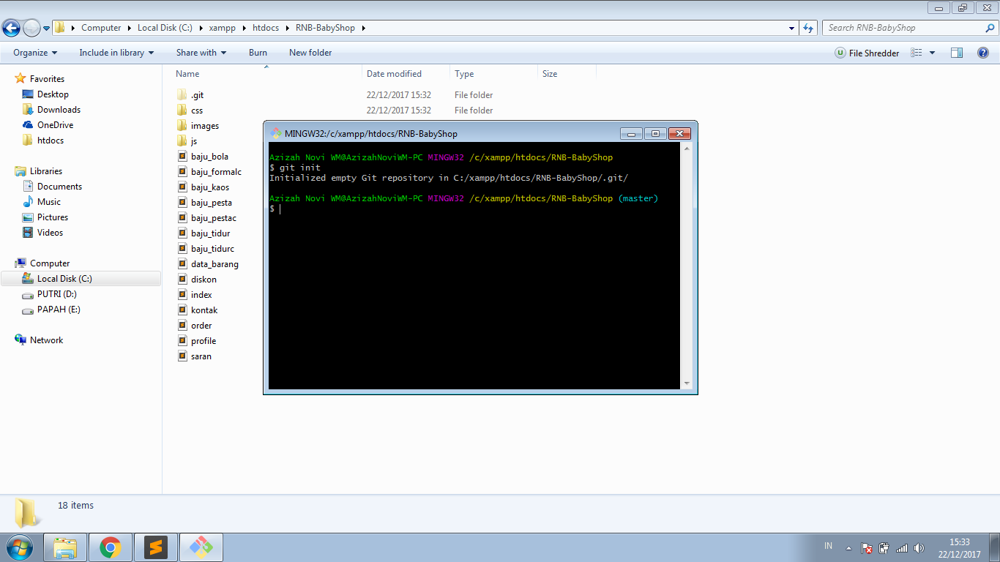 Computer Local Disk (C:) xampp htdocs RNB-BabyShop Search RNB-BabyShop
Organize Include in library Share with Burn New folder File Shredder
Favorites
Desktop
Downloads
OneDrive
htdocs
Libraries
Documents
Music
Pictures
Videos
Computer
Local Disk (C:)
PUTRI (D:)
PAPAH (E:)
Network
Name Date modified Type Size
.git 22/12/2017 15:32 File folder
css 22/12/2017 15:32 File folder
images
js
baju_bola
baju_formalc
baju_kaos
baju_pesta
baju_pestac
baju_tidur
baju_tidurc
data_barang
diskon
index
kontak
order
profile
saran
MINGW32:/c/xampp/htdocs/RNB-BabyShop
Azizah Novi WM@AzizahNoviWM-PC MINGW32 /c/xampp/htdocs/RNB-BabyShop
$ git init
Initialized empty Git repository in C:/xampp/htdocs/RNB-BabyShop/.git/
Azizah Novi WM@AzizahNoviWM-PC MINGW32 /c/xampp/htdocs/RNB-BabyShop (master)
$
18 items
IN
15:33
22/12/2017